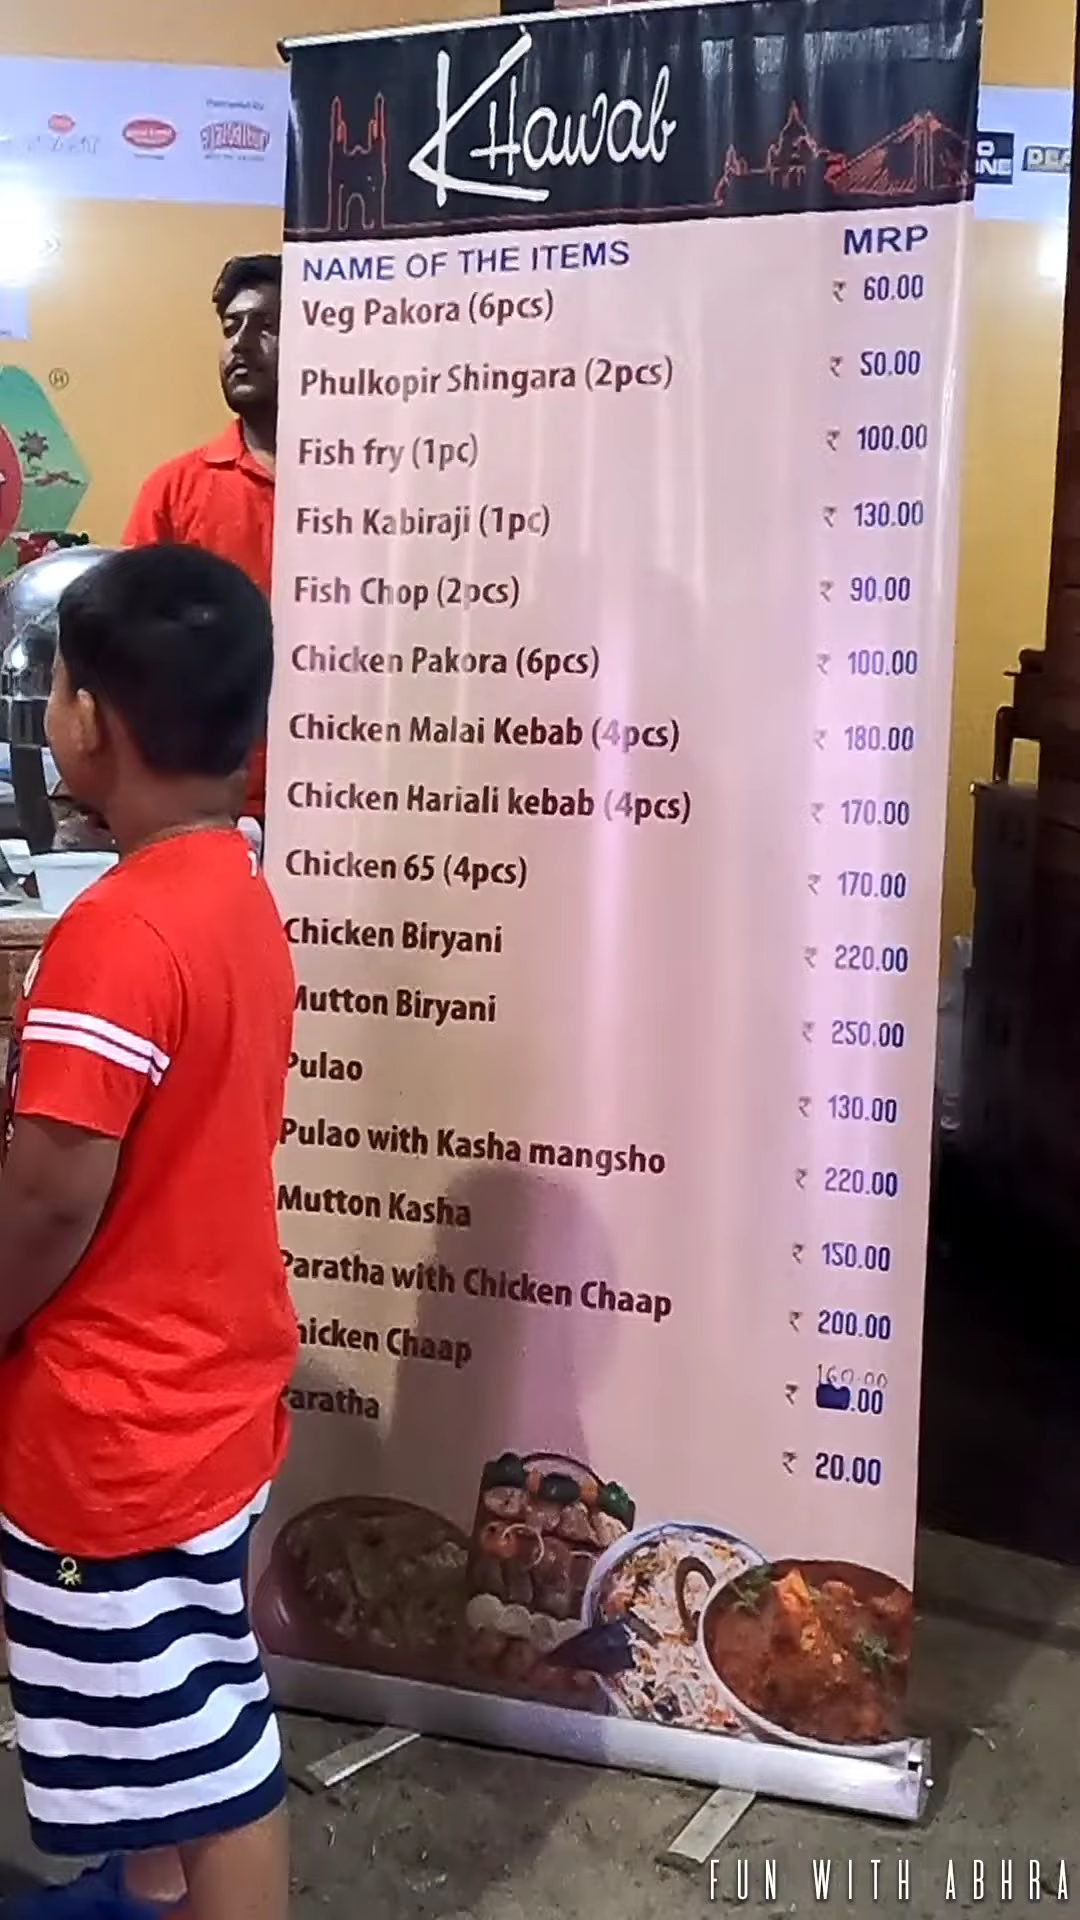 Khawab
NAME OF THE ITEMS MRP
Veg Pakora (6pcs) ₹ 60.00
Phulkopir Shingara (2pcs) ₹ 50.00
Fish fry (1pc) ₹ 100.00
Fish Kabiraji (1pc) ₹ 130.00
Fish Chop (2pcs) ₹ 90.00
Chicken Pakora (6pcs) ₹ 100.00
Chicken Malai Kebab (4pcs) ₹ 180.00
Chicken Hariali kebab (4pcs) ₹ 170.00
Chicken 65 (4pcs) ₹ 170.00
Chicken Biryani ₹ 220.00
Mutton Biryani ₹ 250.00
Pulao ₹ 130.00
Pulao with Kasha mangsho ₹ 220.00
Mutton Kasha ₹ 150.00
Paratha with Chicken Chaap ₹ 200.00
160.00
Chicken Chaap ₹ .00
Paratha ₹ 20.00
FUN WITH ABHRA